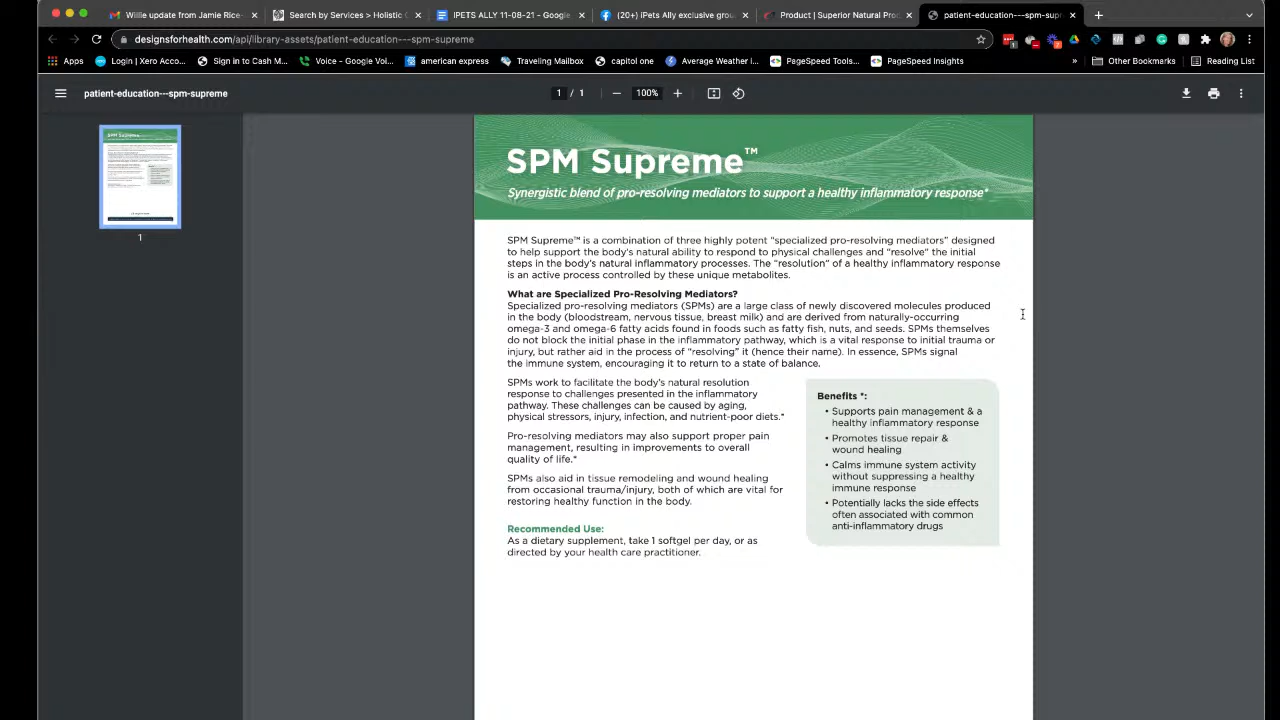 Willie update from Jamie Rice-
Search by Services > Holistic C
IPETS ALLY 11-08-21 - Google
(20+) iPets Ally exclusive grou
Product | Superior Natural Proc
patient-education---spm-supr
designsforhealth.com/api/library-assets/patient-education---spm-supreme
Apps
Login | Xero Acco...
Sign in to Cash M...
Voice - Google Voi...
american express
Traveling Mailbox
capitol one
Average Weather i...
PageSpeed Tools...
PageSpeed Insights
»
Other Bookmarks
Reading List
patient-education---spm-supreme
1 / 1
100%
1
SPM Supreme™
Synergistic blend of pro-resolving mediators to support a healthy inflammatory response*
SPM Supreme™ is a combination of three highly potent “specialized pro-resolving mediators” designed
to help support the body’s natural ability to respond to physical challenges and “resolve” the initial
steps in the body’s natural inflammatory processes. The “resolution” of a healthy inflammatory response
is an active process controlled by these unique metabolites.
What are Specialized Pro-Resolving Mediators?
Specialized pro-resolving mediators (SPMs) are a large class of newly discovered molecules produced
in the body (bloodstream, nervous tissue, breast milk) and are derived from naturally-occurring
omega-3 and omega-6 fatty acids found in foods such as fatty fish, nuts, and seeds. SPMs themselves
do not block the initial phase in the inflammatory pathway, which is a vital response to initial trauma or
injury, but rather aid in the process of “resolving” it (hence their name). In essence, SPMs signal
the immune system, encouraging it to return to a state of balance.
SPMs work to facilitate the body’s natural resolution
response to challenges presented in the inflammatory
pathway. These challenges can be caused by aging,
physical stressors, injury, infection, and nutrient-poor diets.*
Pro-resolving mediators may also support proper pain
management, resulting in improvements to overall
quality of life.*
SPMs also aid in tissue remodeling and wound healing
from occasional trauma/injury, both of which are vital for
restoring healthy function in the body.
Recommended Use:
As a dietary supplement, take 1 softgel per day, or as
directed by your health care practitioner.
Benefits *:
• Supports pain management & a
healthy inflammatory response
• Promotes tissue repair &
wound healing
• Calms immune system activity
without suppressing a healthy
immune response
• Potentially lacks the side effects
often associated with common
anti-inflammatory drugs